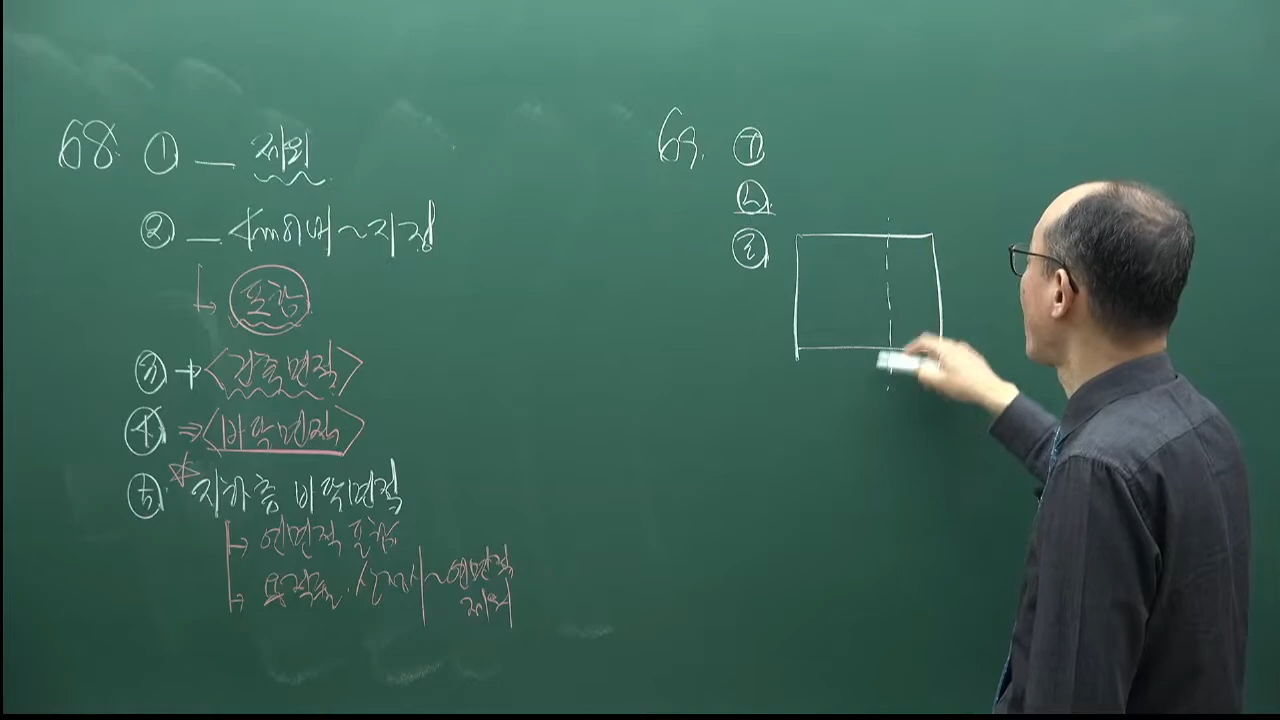 68. ① — 제외
② — 4m이상~지정
포함
③ → <건축면적>
④ ⇒ <바닥면적>
⑤. ☆ 지하층 바닥면적
→ 연면적 포함
→ 용적률. 산정시~연면적
제외
69. ㉠
㉡
㉢